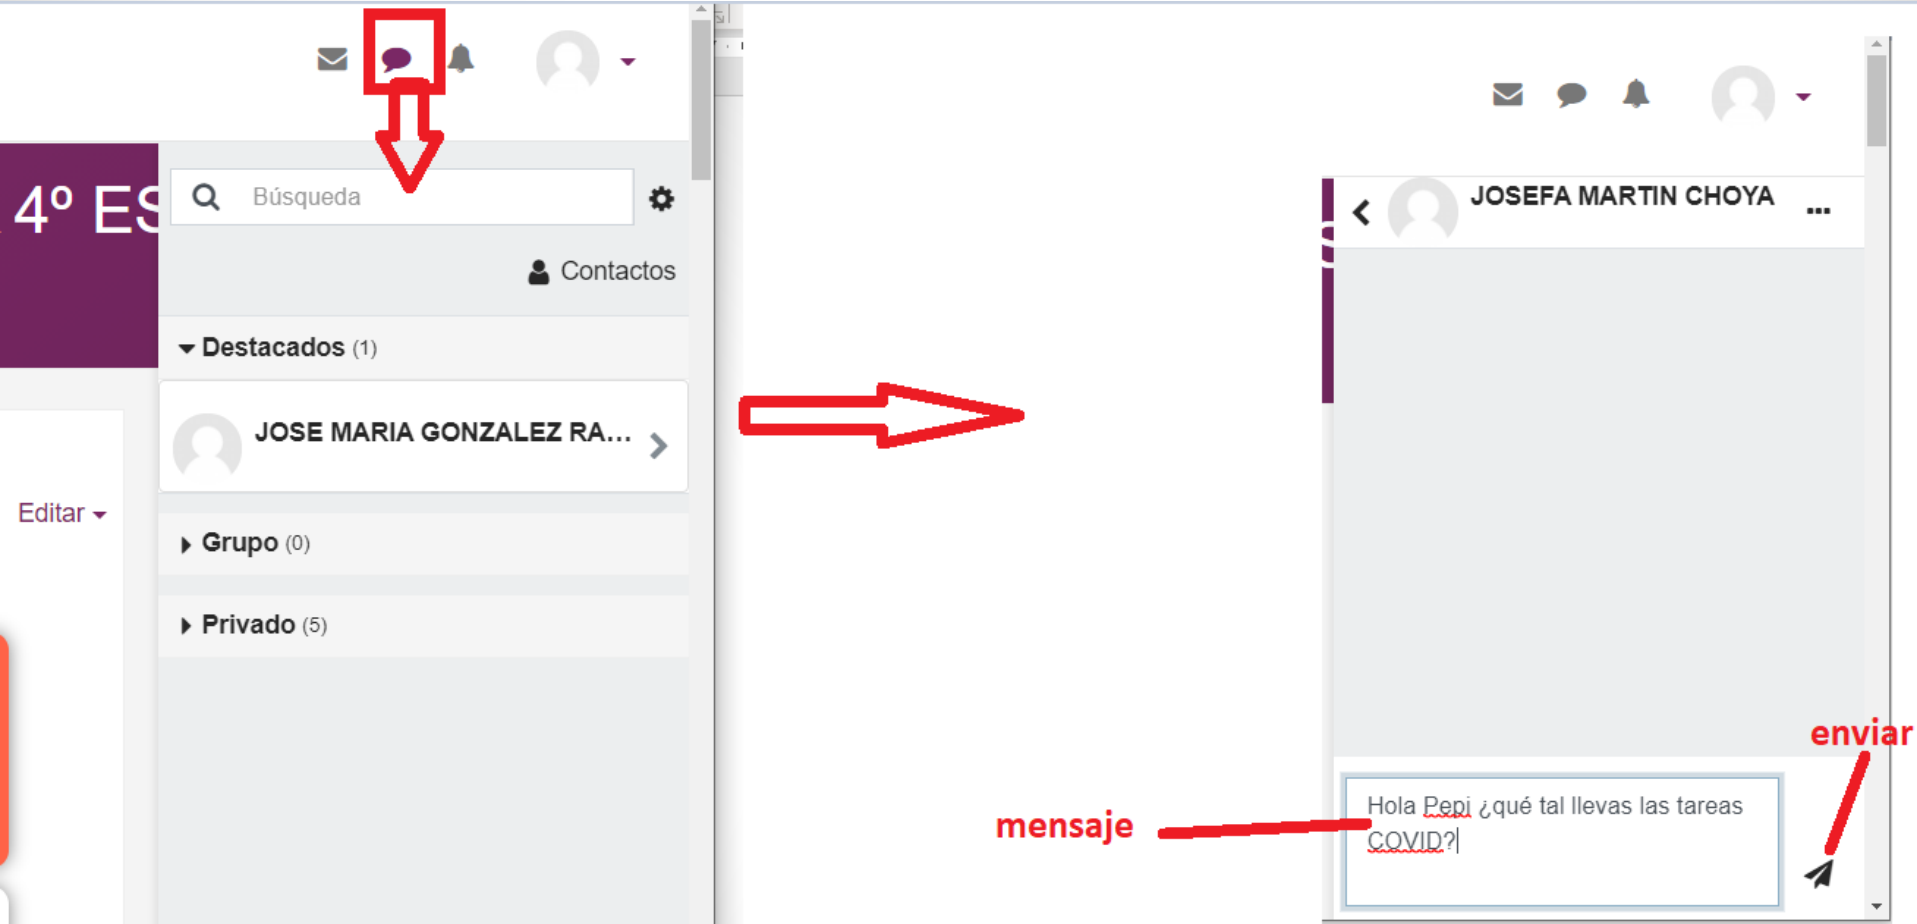 4º ES
Búsqueda
Contactos
Destacados (1)
JOSE MARIA GONZALEZ RA...
Editar
Grupo (0)
Privado (5)
JOSEFA MARTIN CHOYA
enviar
mensaje
Hola Pepi ¿qué tal llevas las tareas
COVID?